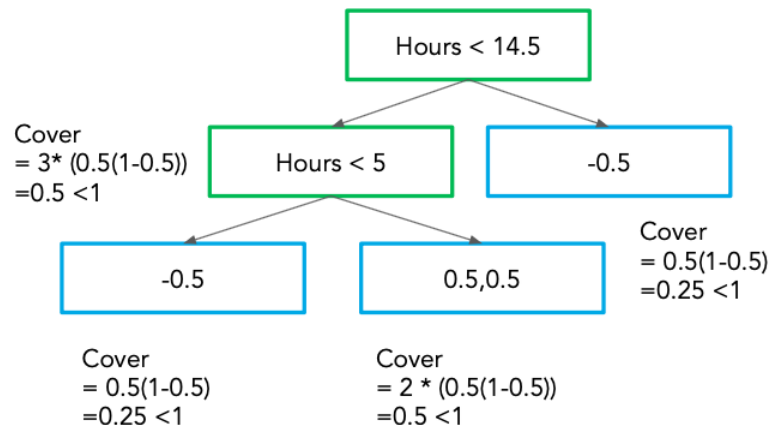 Hours < 14.5
Cover
= 3* (0.5(1-0.5))
=0.5 <1
Hours < 5
-0.5
Cover
= 0.5(1-0.5)
=0.25 <1
-0.5
0.5,0.5
Cover
= 0.5(1-0.5)
=0.25 <1
Cover
= 2 * (0.5(1-0.5))
=0.5 <1